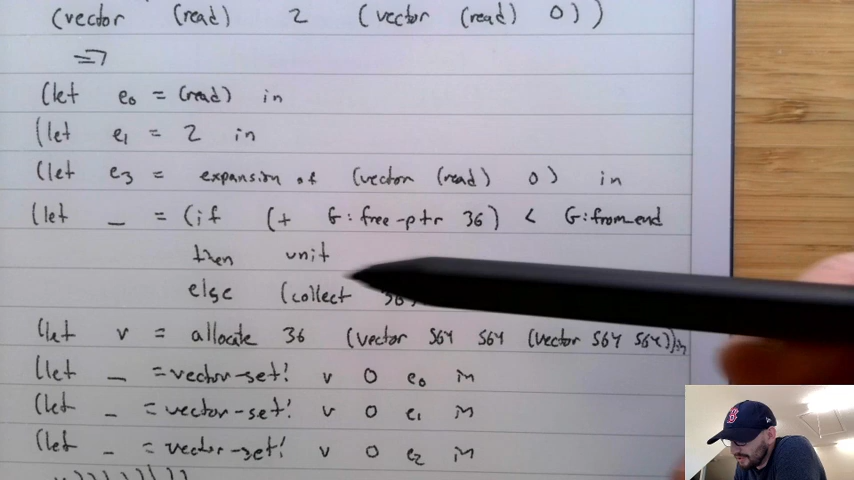 (vector (read) 2 (vector (read) 0))
=>
(let e0 = (read) in
(let e1 = 2 in
(let e3 = expansion of (vector (read) 0) in
(let _ = (if (+ G:free-ptr 36) < G:from_end
then unit
else (collect 36)
(let v = allocate 36 (vector S64 S64 (vector S64 S64)) in
(let _ = vector-set! v 0 e0 in
(let _ = vector-set! v 0 e1 in
(let _ = vector-set! v 0 e2 in